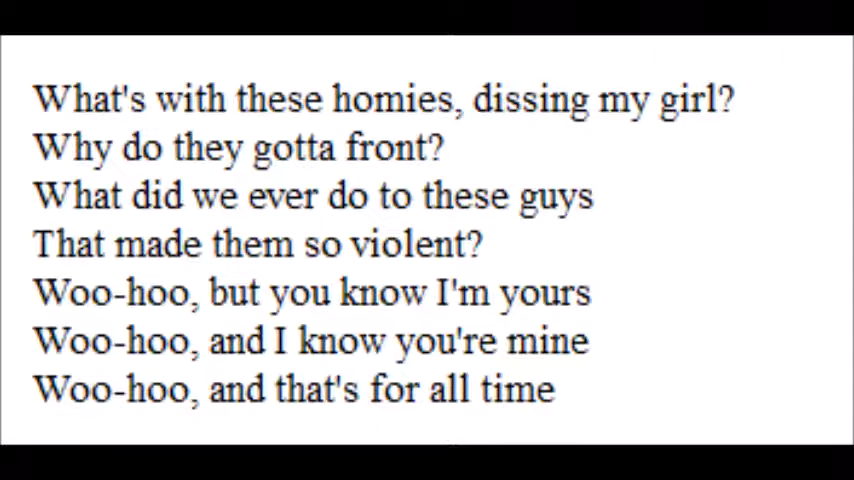 What's with these homies, dissing my girl?
Why do they gotta front?
What did we ever do to these guys
That made them so violent?
Woo-hoo, but you know I'm yours
Woo-hoo, and I know you're mine
Woo-hoo, and that's for all time